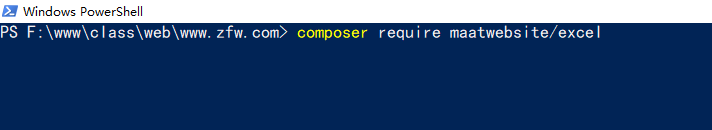 Windows PowerShell
PS F:\www\class\web\www.zfw.com> composer require maatwebsite/excel